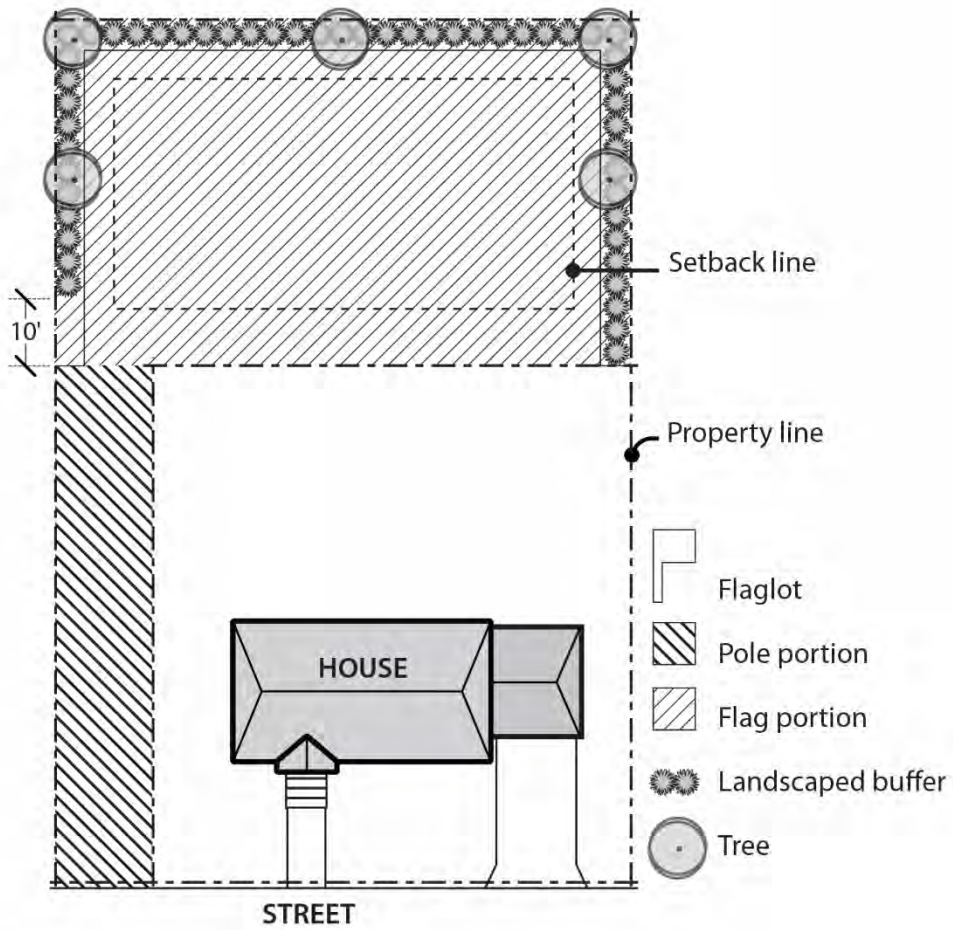 Setback line
10'
Property line
Flaglot
HOUSE
Pole portion
Flag portion
Landscaped buffer
Tree
STREET